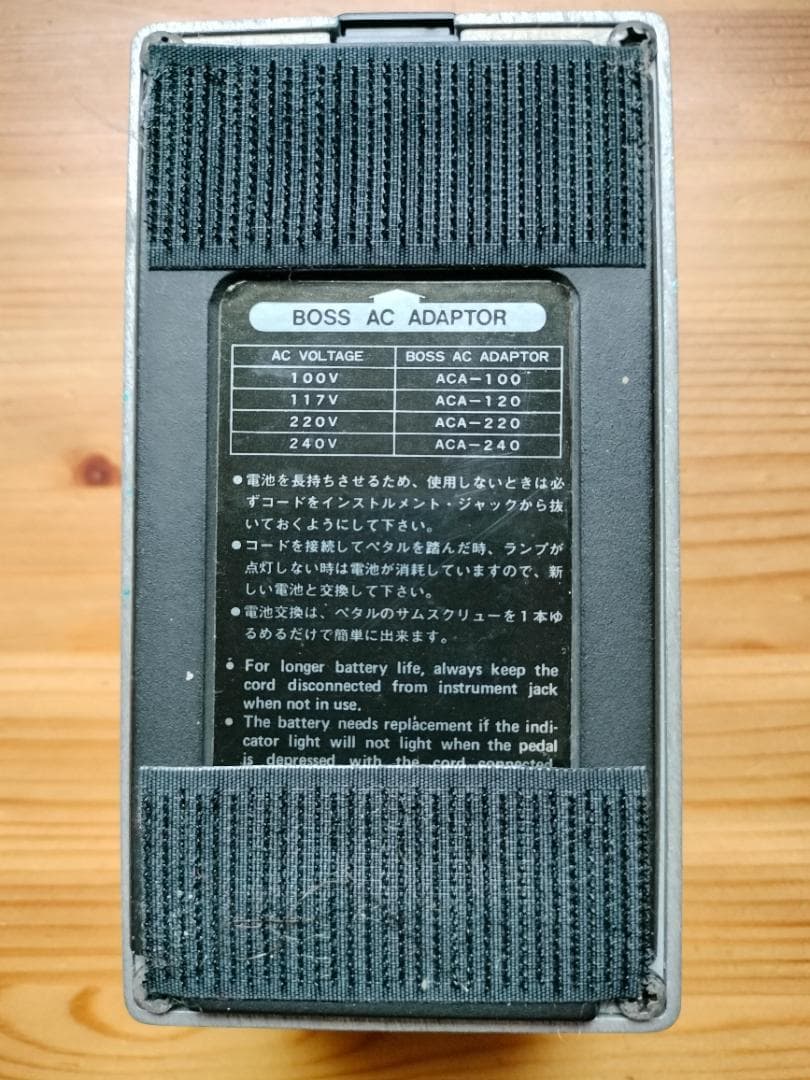 BOSS AC ADAPTOR
AC VOLTAGE BOSS AC ADAPTOR
100V ACA-100
117V ACA-120
220V ACA-220
240V ACA-240
●電池を長持ちさせるため、使用しないときは必
ずコードをインストルメント・ジャックから抜
いておくようにして下さい。
●コードを接続してペタルを踏んだ時、ランプが
点灯しない時は電池が消耗していますので、新
しい電池と交換して下さい。
●電池交換は、ペタルのサムスクリューを1本ゆ
るめるだけで簡単に出来ます。
● For longer battery life, always keep the
cord disconnected from instrument jack
when not in use.
● The battery needs replacement if the indi-
cator light will not light when the pedal
is depressed with the cord connected